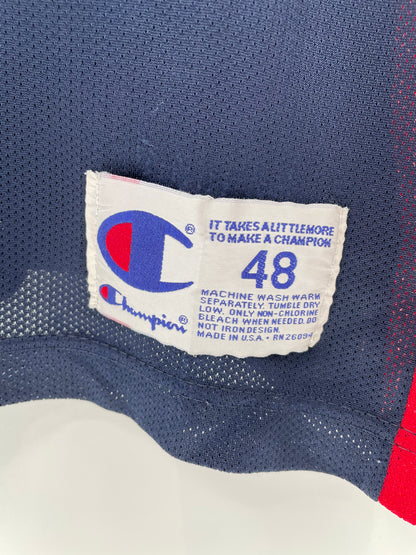 IT TAKES A LITTLE MORE
TO MAKE A CHAMPION
®
48
Champion®
MACHINE WASH WARM
SEPARATELY. TUMBLE DRY
LOW. ONLY NON-CHLORINE
BLEACH WHEN NEEDED. DO
NOT IRON DESIGN.
MADE IN U.S.A. • RN26094